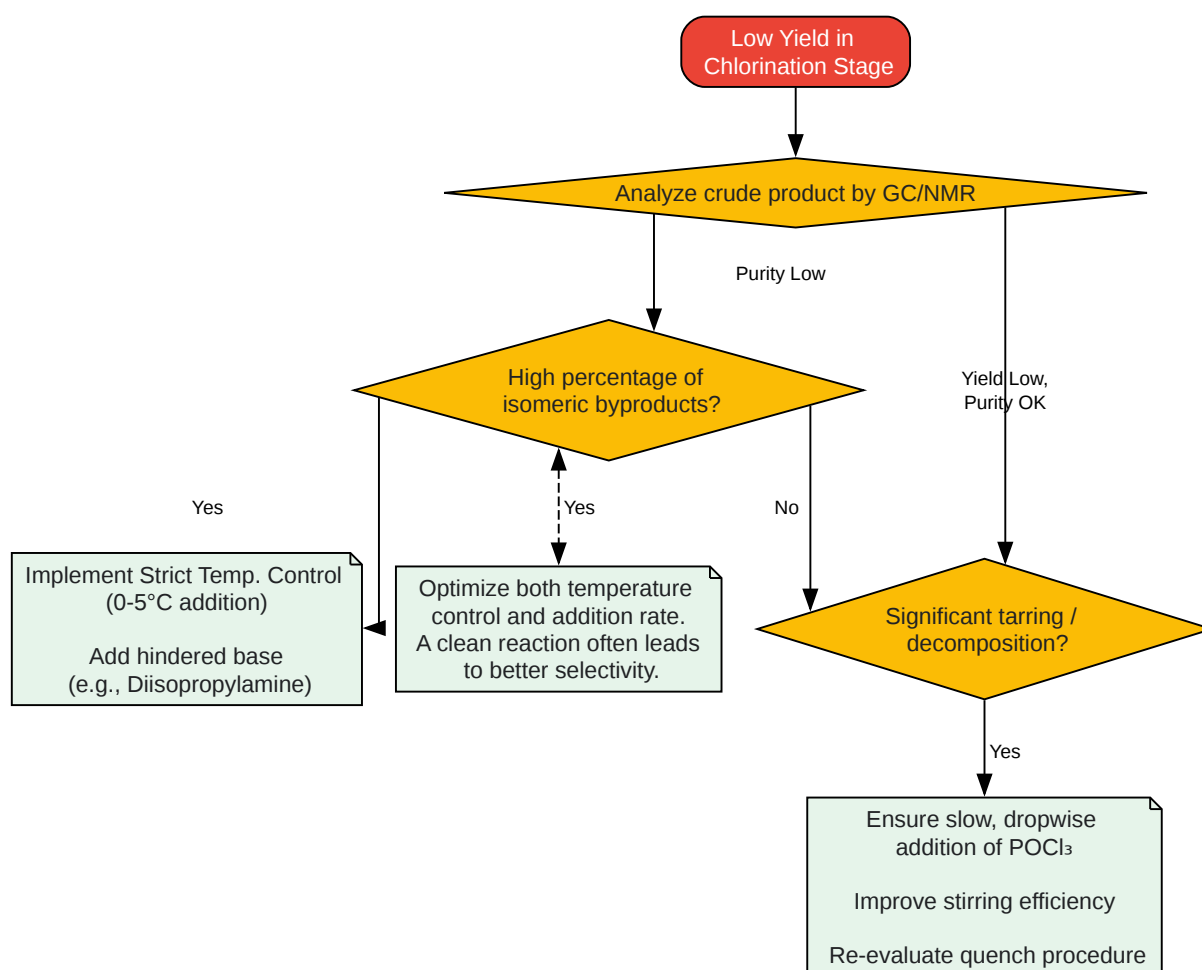 Low Yield in
Chlorination Stage
Analyze crude product by GC/NMR
Purity Low
Yield Low,
Purity OK
High percentage of
isomeric byproducts?
Yes
Yes
No
Implement Strict Temp. Control
(0-5°C addition)
Add hindered base
(e.g., Diisopropylamine)
Optimize both temperature
control and addition rate.
A clean reaction often leads
to better selectivity.
Significant tarring /
decomposition?
Yes
Ensure slow, dropwise
addition of POCl₃
Improve stirring efficiency
Re-evaluate quench procedure